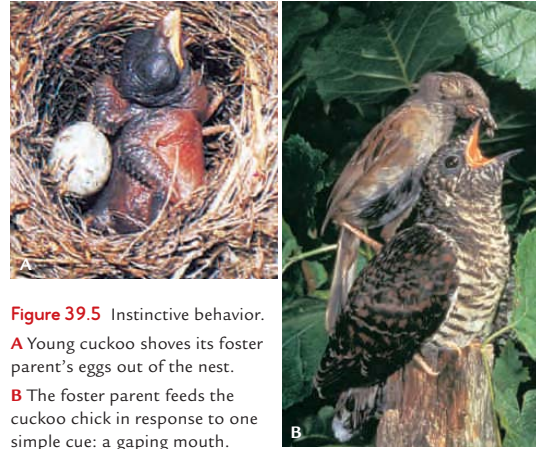 A
Figure 39.5 Instinctive behavior.
A Young cuckoo shoves its foster
parent's eggs out of the nest.
B The foster parent feeds the
cuckoo chick in response to one
simple cue: a gaping mouth.
B